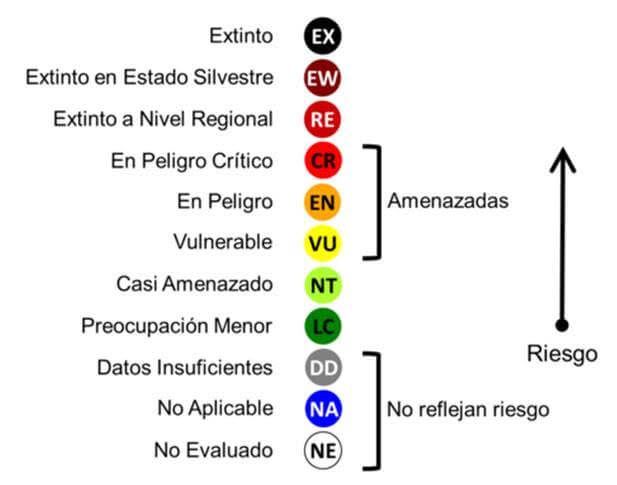 Extinto EX
Extinto en Estado Silvestre EW
Extinto a Nivel Regional RE
En Peligro Crítico CR
En Peligro EN Amenazadas
Vulnerable VU
Casi Amenazado NT
Preocupación Menor LC
Riesgo
Datos Insuficientes DD
No Aplicable NA No reflejan riesgo
No Evaluado NE